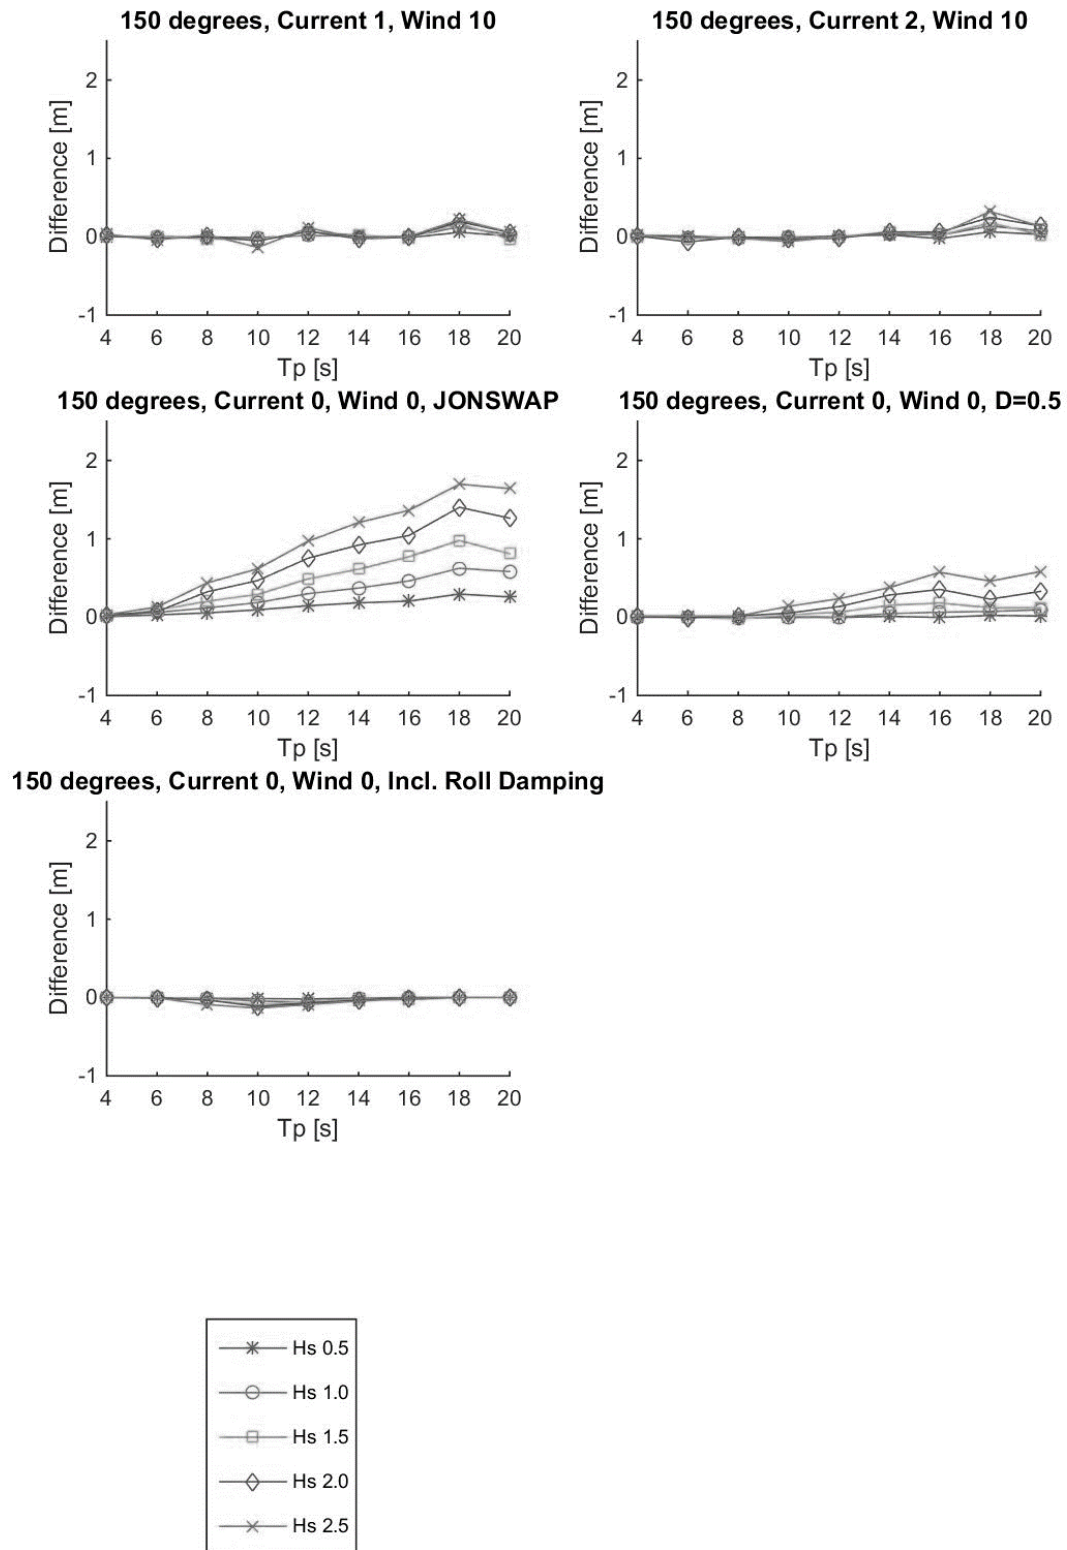 150 degrees, Current 1, Wind 10
Difference [m]
2
1
0
-1
4 6 8 10 12 14 16 18 20
Tp [s]
150 degrees, Current 2, Wind 10
Difference [m]
2
1
0
-1
4 6 8 10 12 14 16 18 20
Tp [s]
150 degrees, Current 0, Wind 0, JONSWAP
Difference [m]
2
1
0
-1
4 6 8 10 12 14 16 18 20
Tp [s]
150 degrees, Current 0, Wind 0, D=0.5
Difference [m]
2
1
0
-1
4 6 8 10 12 14 16 18 20
Tp [s]
150 degrees, Current 0, Wind 0, Incl. Roll Damping
Difference [m]
2
1
0
-1
4 6 8 10 12 14 16 18 20
Tp [s]
Hs 0.5
Hs 1.0
Hs 1.5
Hs 2.0
Hs 2.5